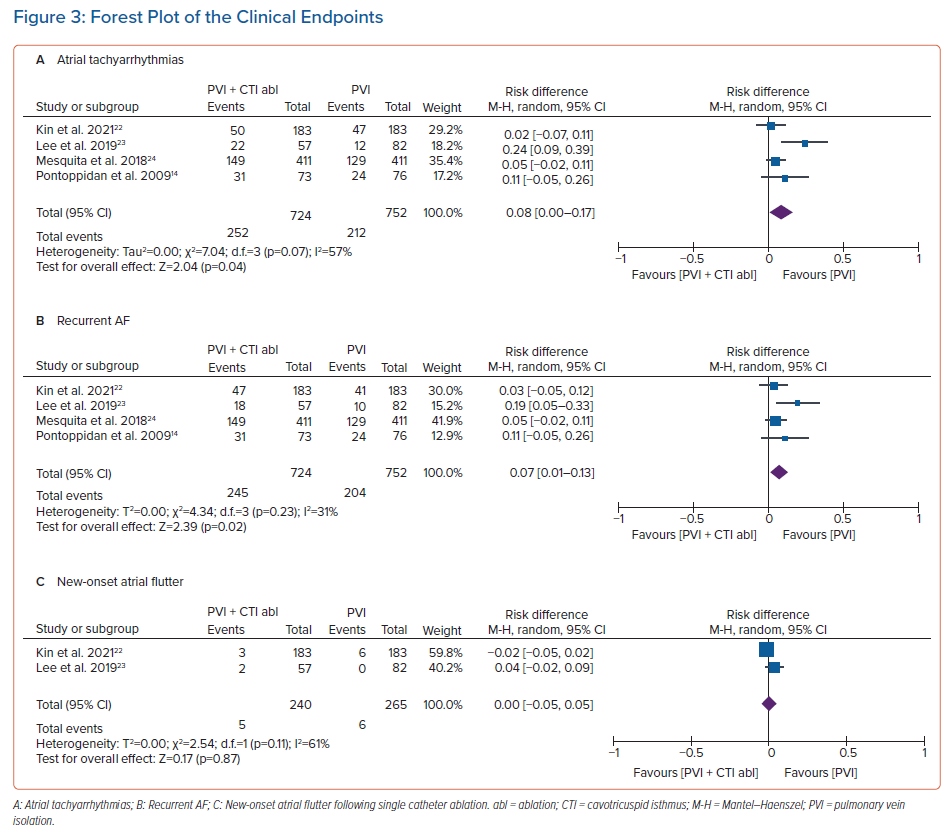 Figure 3: Forest Plot of the Clinical Endpoints
A Atrial tachyarrhythmias
PVI + CTI abl PVI Risk difference Risk difference
Study or subgroup Events Total Events Total Weight M-H, random, 95% CI M-H, random, 95% CI
Kin et al. 2021²² 50 183 47 183 29.2% 0.02 [−0.07, 0.11]
Lee et al. 2019²³ 22 57 12 82 18.2% 0.24 [0.09, 0.39]
Mesquita et al. 2018²⁴ 149 411 129 411 35.4% 0.05 [−0.02, 0.11]
Pontoppidan et al. 2009¹⁴ 31 73 24 76 17.2% 0.11 [−0.05, 0.26]
Total (95% CI) 724 752 100.0% 0.08 [0.00–0.17]
Total events 252 212
Heterogeneity: Tau²=0.00; χ²=7.04; d.f.=3 (p=0.07); I²=57%
Test for overall effect: Z=2.04 (p=0.04)
−1 −0.5 0 0.5 1
Favours [PVI + CTI abl] Favours [PVI]
B Recurrent AF
PVI + CTI abl PVI Risk difference Risk difference
Study or subgroup Events Total Events Total Weight M-H, random, 95% CI M-H, random, 95% CI
Kin et al. 2021²² 47 183 41 183 30.0% 0.03 [−0.05, 0.12]
Lee et al. 2019²³ 18 57 10 82 15.2% 0.19 [0.05–0.33]
Mesquita et al. 2018²⁴ 149 411 129 411 41.9% 0.05 [−0.02, 0.11]
Pontoppidan et al. 2009¹⁴ 31 73 24 76 12.9% 0.11 [−0.05, 0.26]
Total (95% CI) 724 752 100.0% 0.07 [0.01–0.13]
Total events 245 204
Heterogeneity: T²=0.00; χ²=4.34; d.f.=3 (p=0.23); I²=31%
Test for overall effect: Z=2.39 (p=0.02)
−1 −0.5 0 0.5 1
Favours [PVI + CTI abl] Favours [PVI]
C New-onset atrial flutter
PVI + CTI abl PVI Risk difference Risk difference
Study or subgroup Events Total Events Total Weight M-H, random, 95% CI M-H, random, 95% CI
Kin et al. 2021²² 3 183 6 183 59.8% −0.02 [−0.05, 0.02]
Lee et al. 2019²³ 2 57 0 82 40.2% 0.04 [−0.02, 0.09]
Total (95% CI) 240 265 100.0% 0.00 [−0.05, 0.05]
Total events 5 6
Heterogeneity: T²=0.00; χ²=2.54; d.f.=1 (p=0.11); I²=61%
Test for overall effect: Z=0.17 (p=0.87)
−1 −0.5 0 0.5 1
Favours [PVI + CTI abl] Favours [PVI]
A: Atrial tachyarrhythmias; B: Recurrent AF; C: New-onset atrial flutter following single catheter ablation. abl = ablation; CTI = cavotricuspid isthmus; M-H = Mantel–Haenszel; PVI = pulmonary vein
isolation.